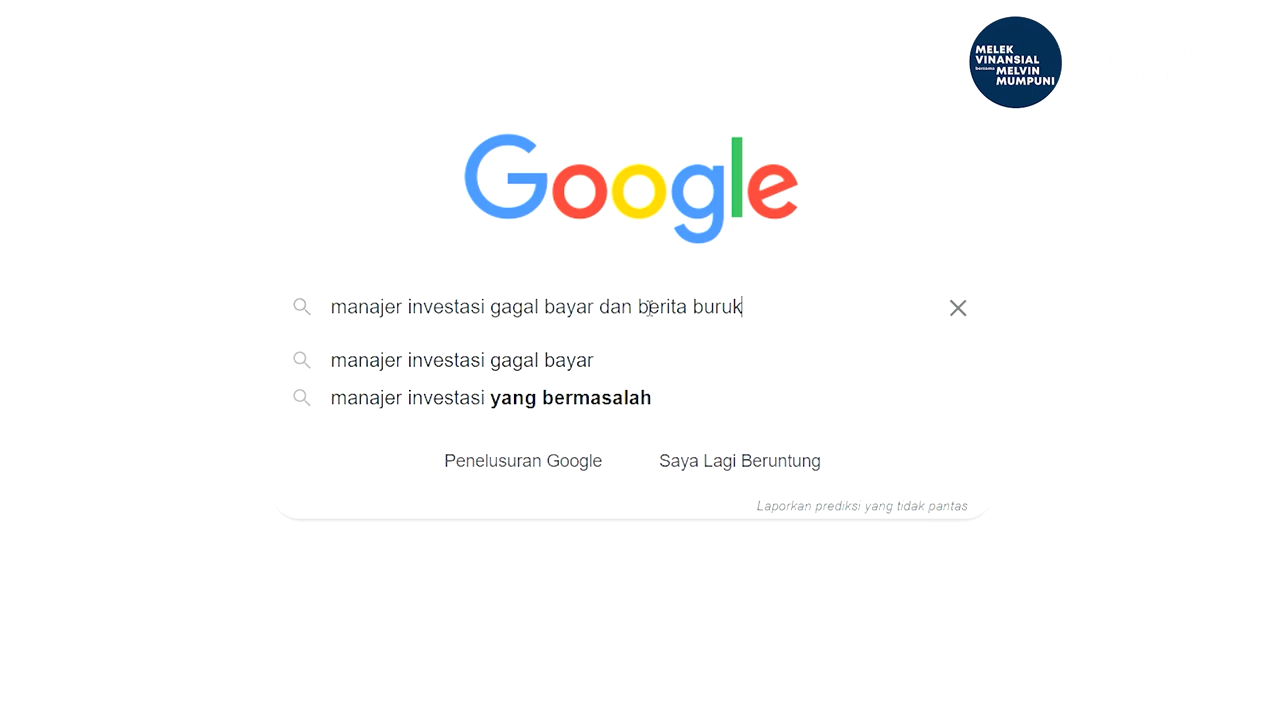 MELEK
VINANSIAL
bersama MELVIN
MUMPUNI
Google
manajer investasi gagal bayar dan berita buruk
manajer investasi gagal bayar
manajer investasi yang bermasalah
Penelusuran Google
Saya Lagi Beruntung
Laporkan prediksi yang tidak pantas